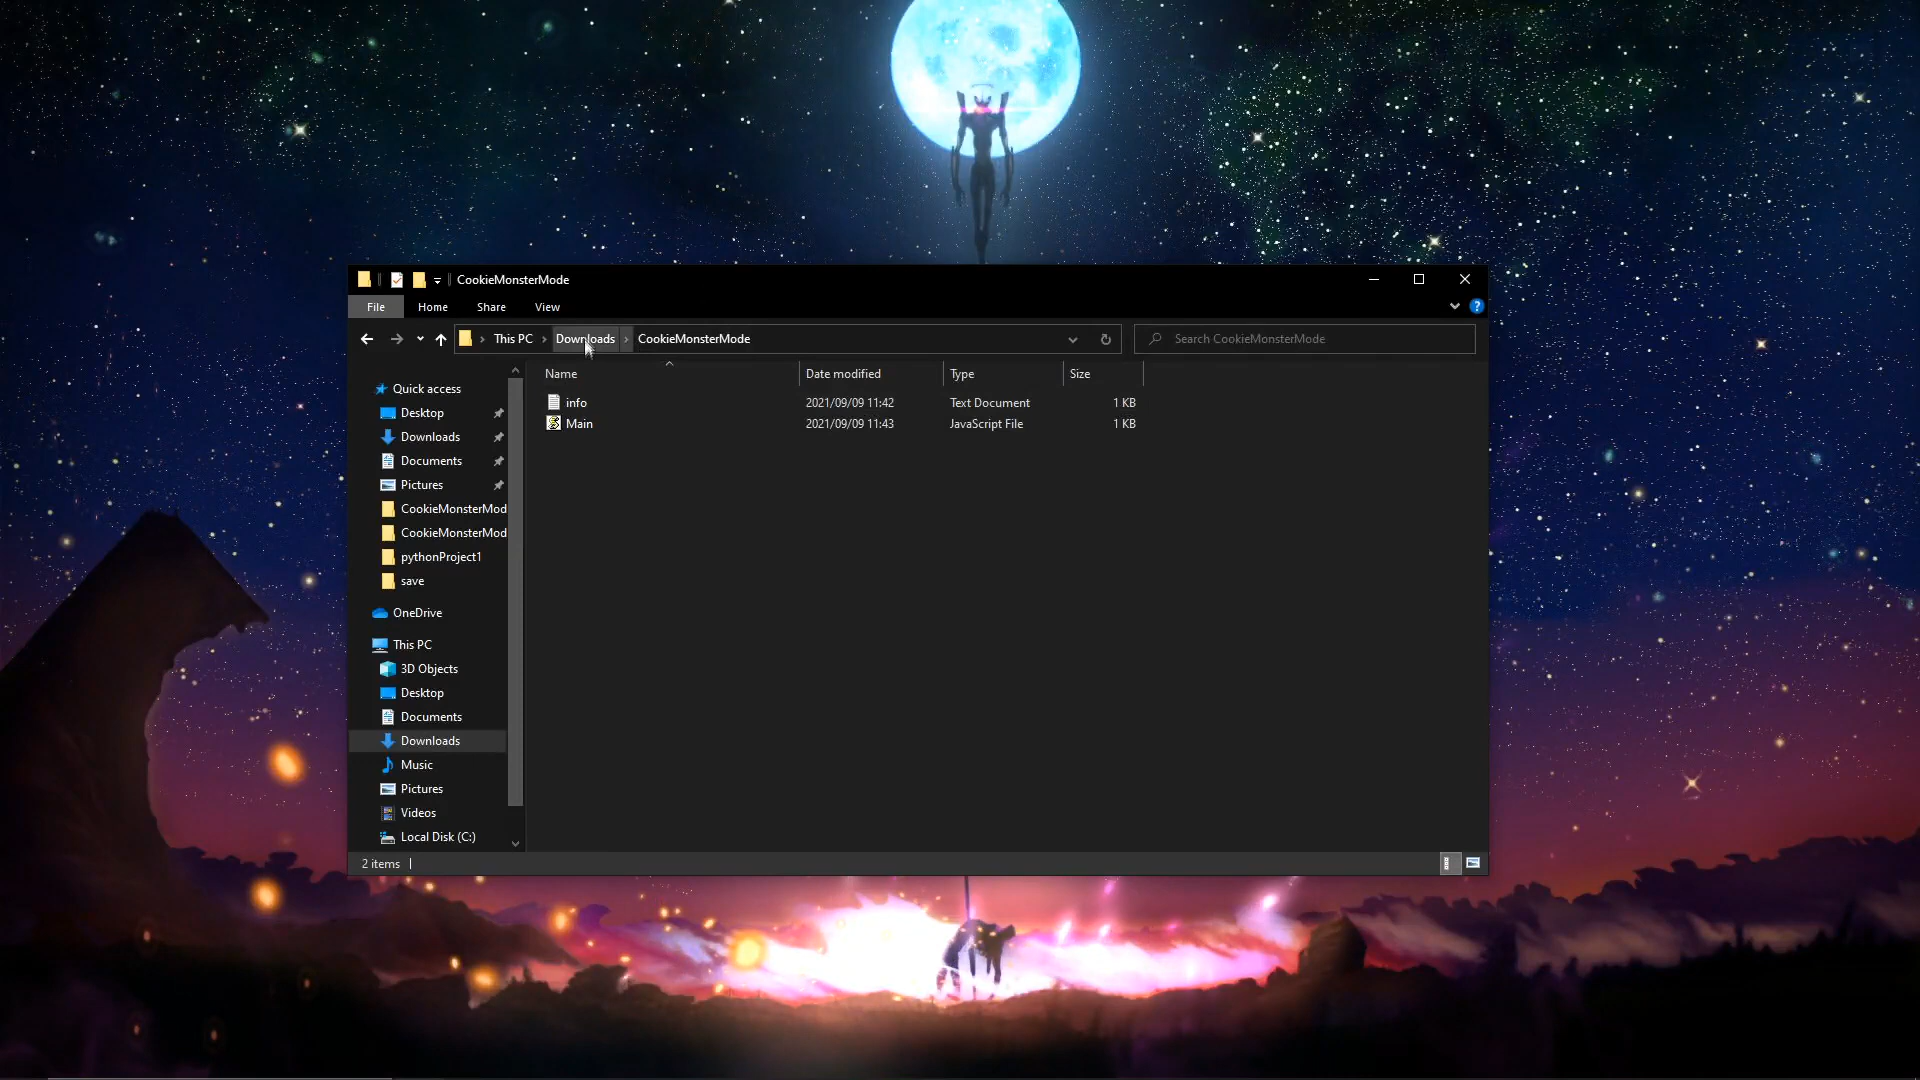 CookieMonsterMode
File Home Share View
This PC Downloads CookieMonsterMode
Search CookieMonsterMode
Name Date modified Type Size
info 2021/09/09 11:42 Text Document 1 KB
Main 2021/09/09 11:43 JavaScript File 1 KB
Quick access
Desktop
Downloads
Documents
Pictures
CookieMonsterMod
CookieMonsterMod
pythonProject1
save
OneDrive
This PC
3D Objects
Desktop
Documents
Downloads
Music
Pictures
Videos
Local Disk (C:)
2 items